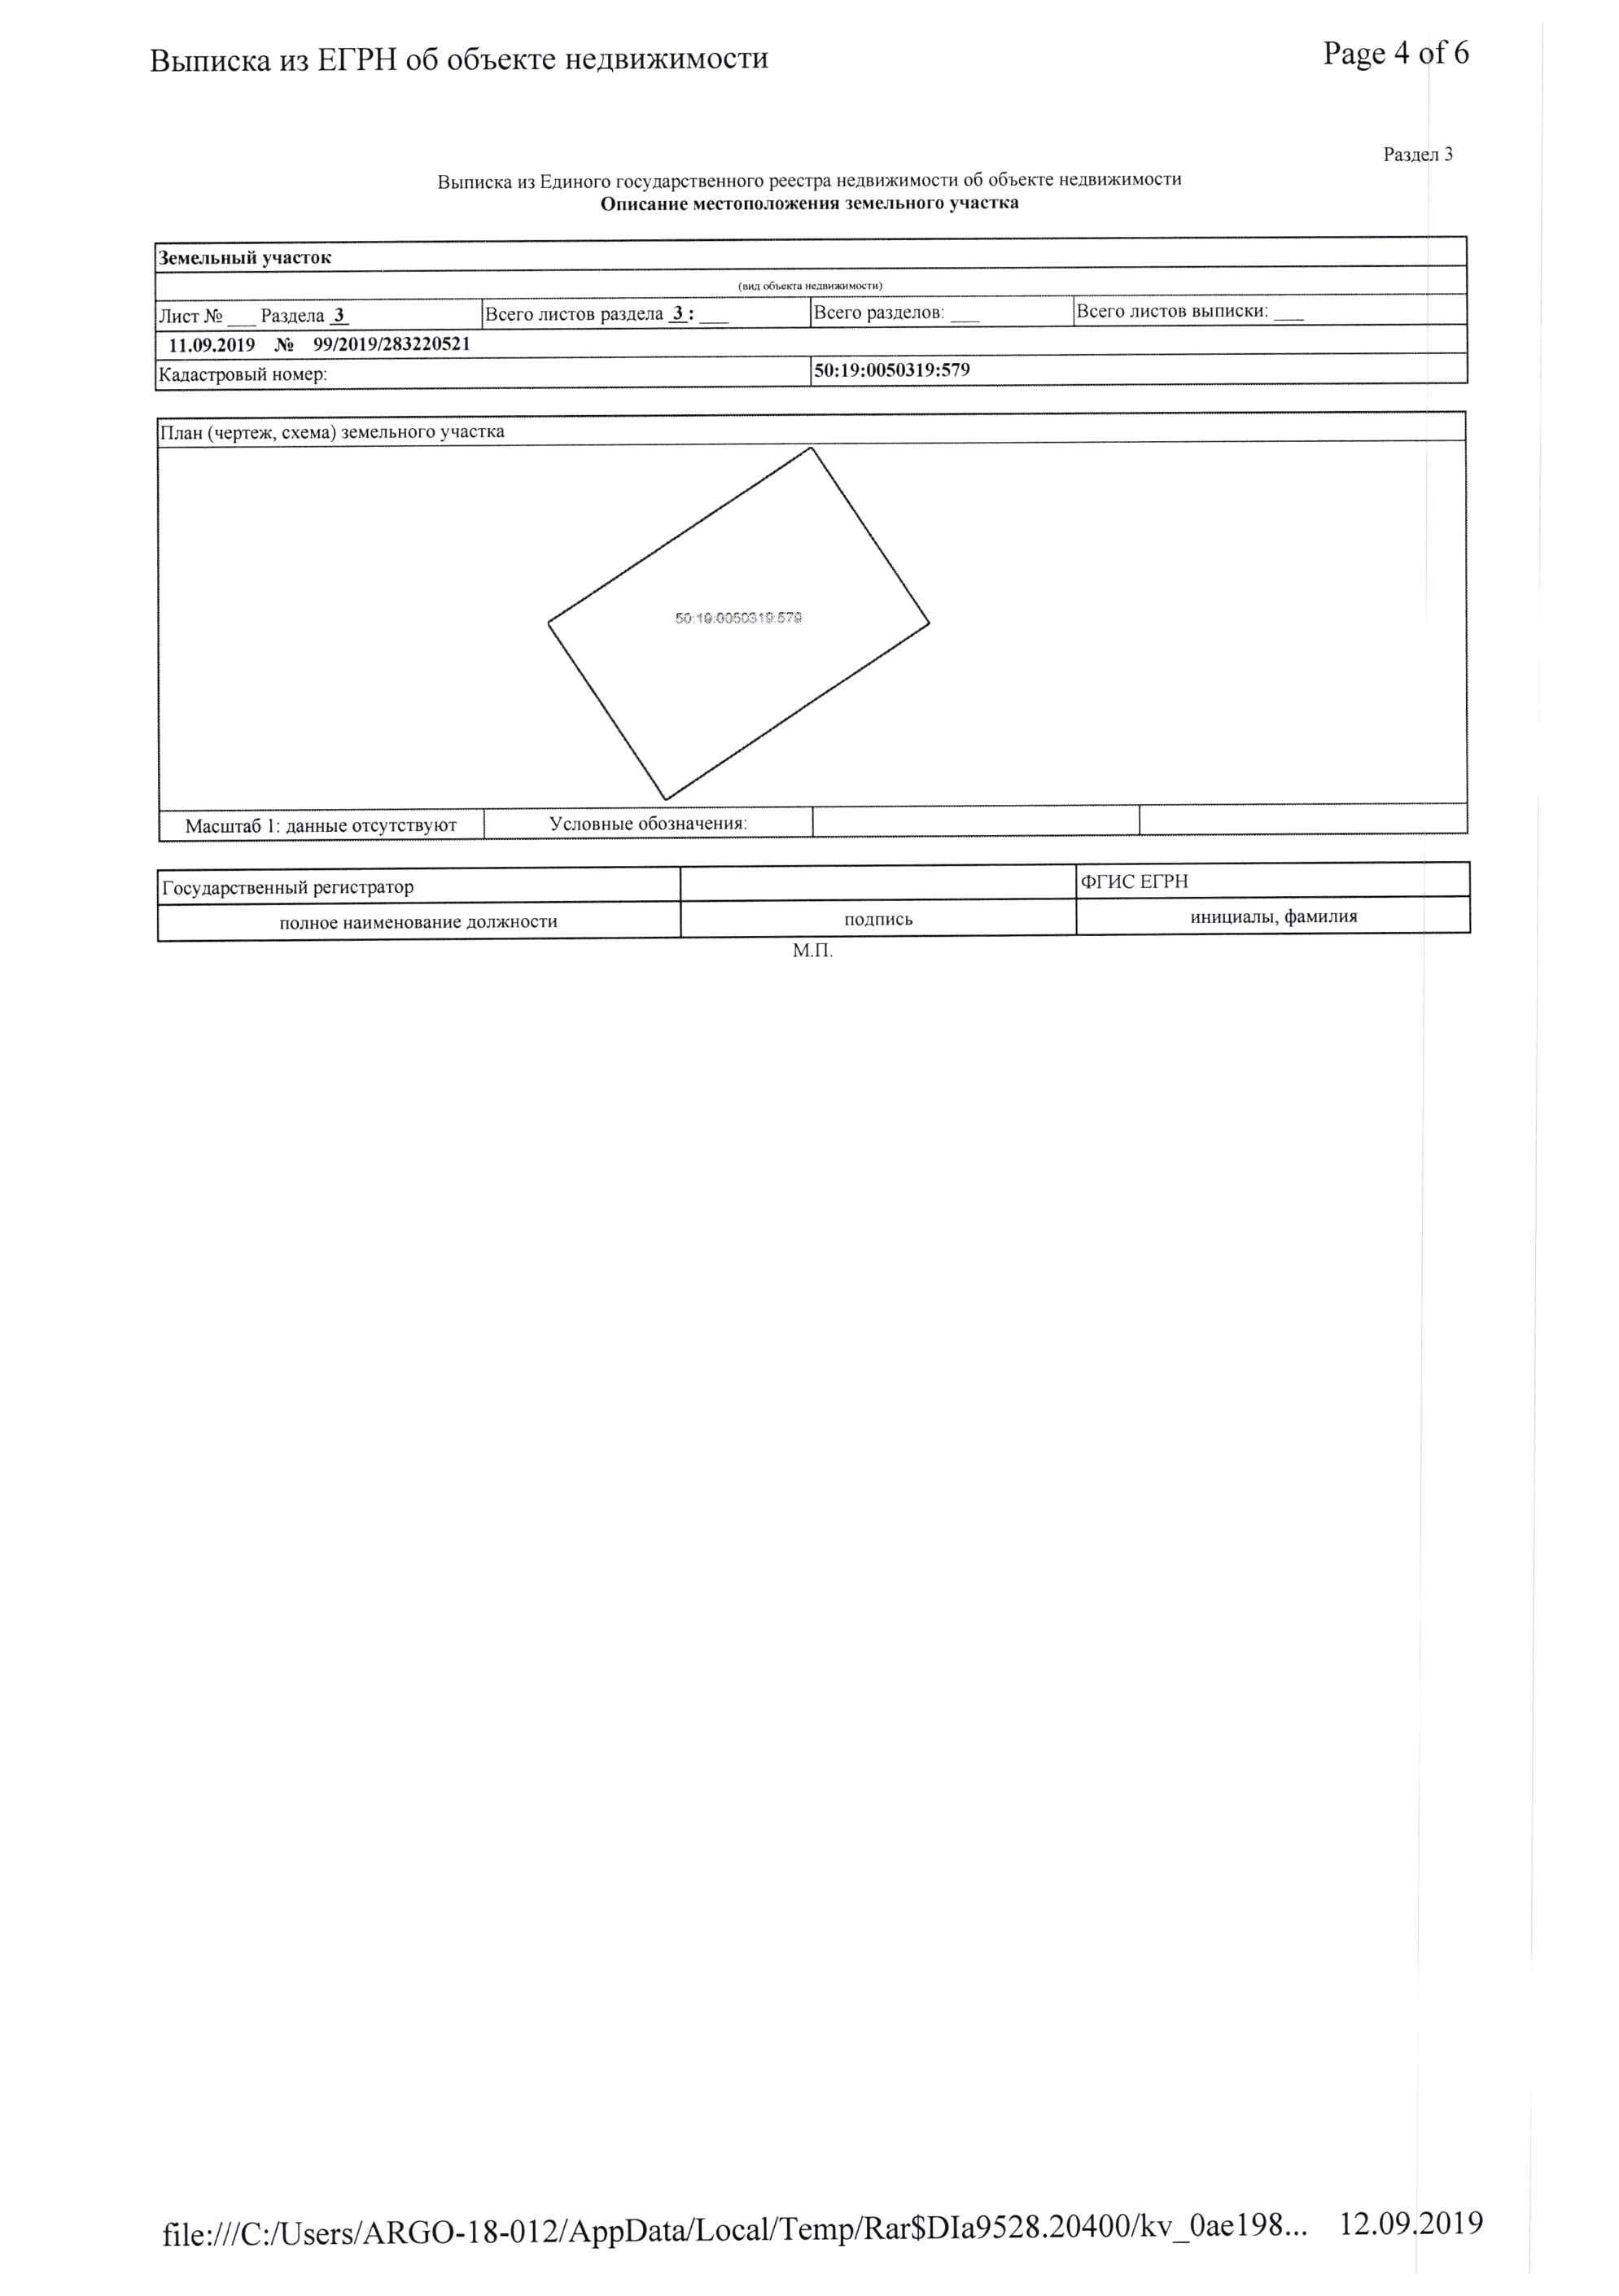 Выписка из ЕГРН об объекте недвижимости Page 4 of 6
Раздел 3
Выписка из Единого государственного реестра недвижимости об объекте недвижимости
Описание местоположения земельного участка
Земельный участок
(вид объекта недвижимости)
Лист № ___ Раздела 3 Всего листов раздела 3 : ___ Всего разделов: ___ Всего листов выписки: ___
11.09.2019 № 99/2019/283220521
Кадастровый номер: 50:19:0050319:579
План (чертеж, схема) земельного участка
50:19:0050319:579
Масштаб 1: данные отсутствуют Условные обозначения:
Государственный регистратор ФГИС ЕГРН
полное наименование должности подпись инициалы, фамилия
М.П.
file:///C:/Users/ARGO-18-012/AppData/Local/Temp/Rar$DIa9528.20400/kv_0ae198... 12.09.2019